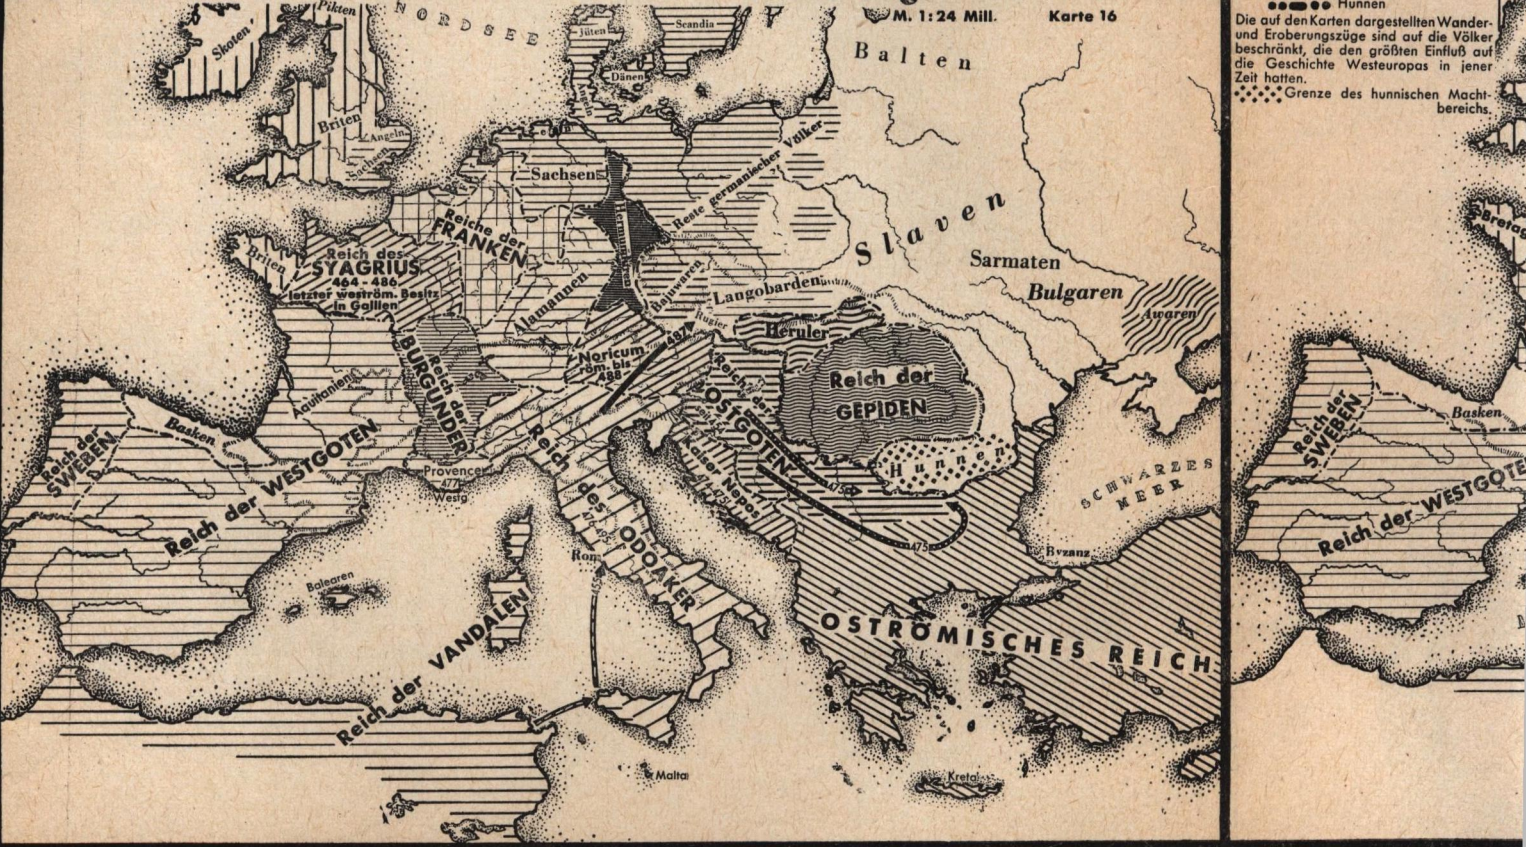 Pikten
NORDSEE
Skoten
Jüten
Scandia
M. 1:24 Mill.
Karte 16
Balten
Dänen
Angeln
Briten
Angeln
Sachsen
Sachsen
Reste germanischer Völker
Reiche der
FRANKEN
Thüringer
Slaven
Sarmaten
Bulgaren
Awaren
Briten
Reich des
SYAGRIUS
464-486
letzter weström. Besitz
in Gallien
Alamannen
Bajuwaren
Langobarden
Rugier
Heruler
487
Noricum
röm. bis
488
Reich der
BURGUNDER
Reich der
GEPIDEN
Reich der
OSTGOTEN
Hunnen
Aquitanien
Basken
Reich der
SWEBEN
Reich der WESTGOTEN
Provence
477
Westg
Kaiser Nepos
475
475
SCHWARZES
MEER
Reich
des
ODOAKER
Rom
Byzanz
Balearen
Reich der VANDALEN
OSTRÖMISCHES REICH
Malta
Kreta
Hunnen
Die auf den Karten dargestellten Wander-
und Eroberungszüge sind auf die Völker
beschränkt, die den größten Einfluß auf
die Geschichte Westeuropas in jener
Zeit hatten.
Grenze des hunnischen Macht-
bereichs.
Basken
Reich der
SWEBEN
Reich der WESTGOTE